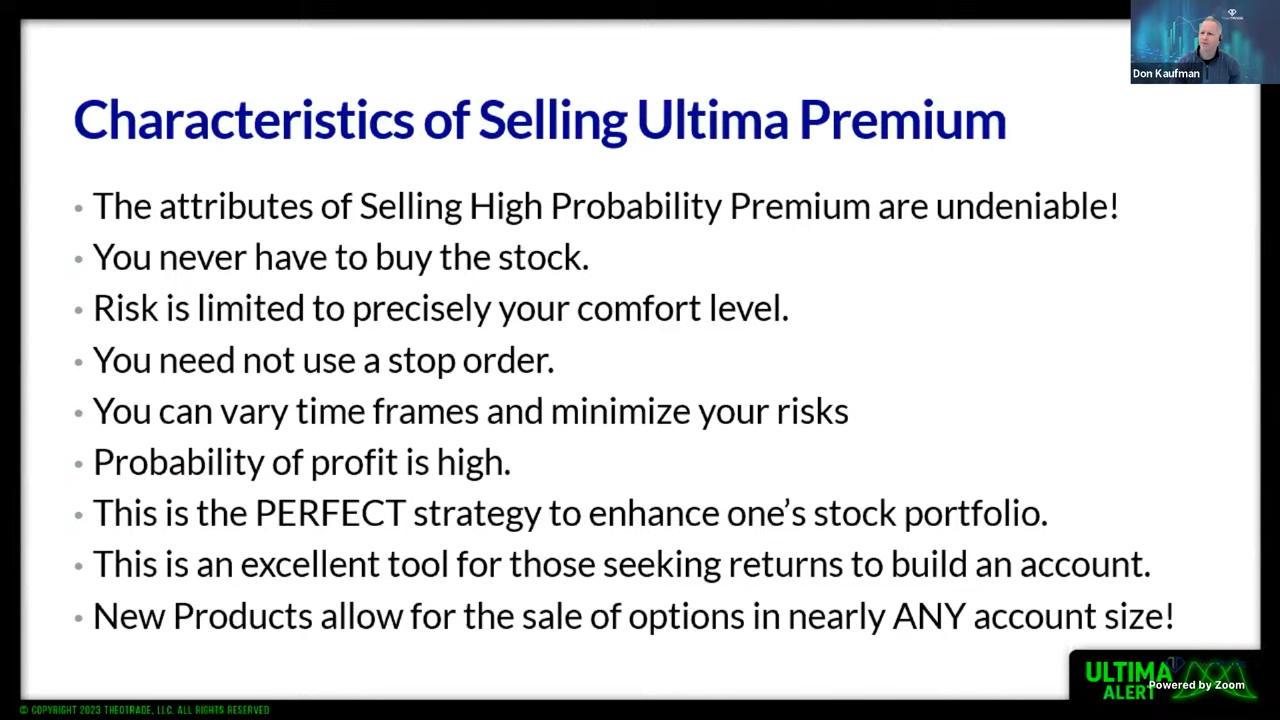 Don Kaufman
Characteristics of Selling Ultima Premium
• The attributes of Selling High Probability Premium are undeniable!
• You never have to buy the stock.
• Risk is limited to precisely your comfort level.
• You need not use a stop order.
• You can vary time frames and minimize your risks
• Probability of profit is high.
• This is the PERFECT strategy to enhance one’s stock portfolio.
• This is an excellent tool for those seeking returns to build an account.
• New Products allow for the sale of options in nearly ANY account size!
ULTIMA
ALERT
Powered by Zoom
© COPYRIGHT 2023 THEOTRADE, LLC. ALL RIGHTS RESERVED